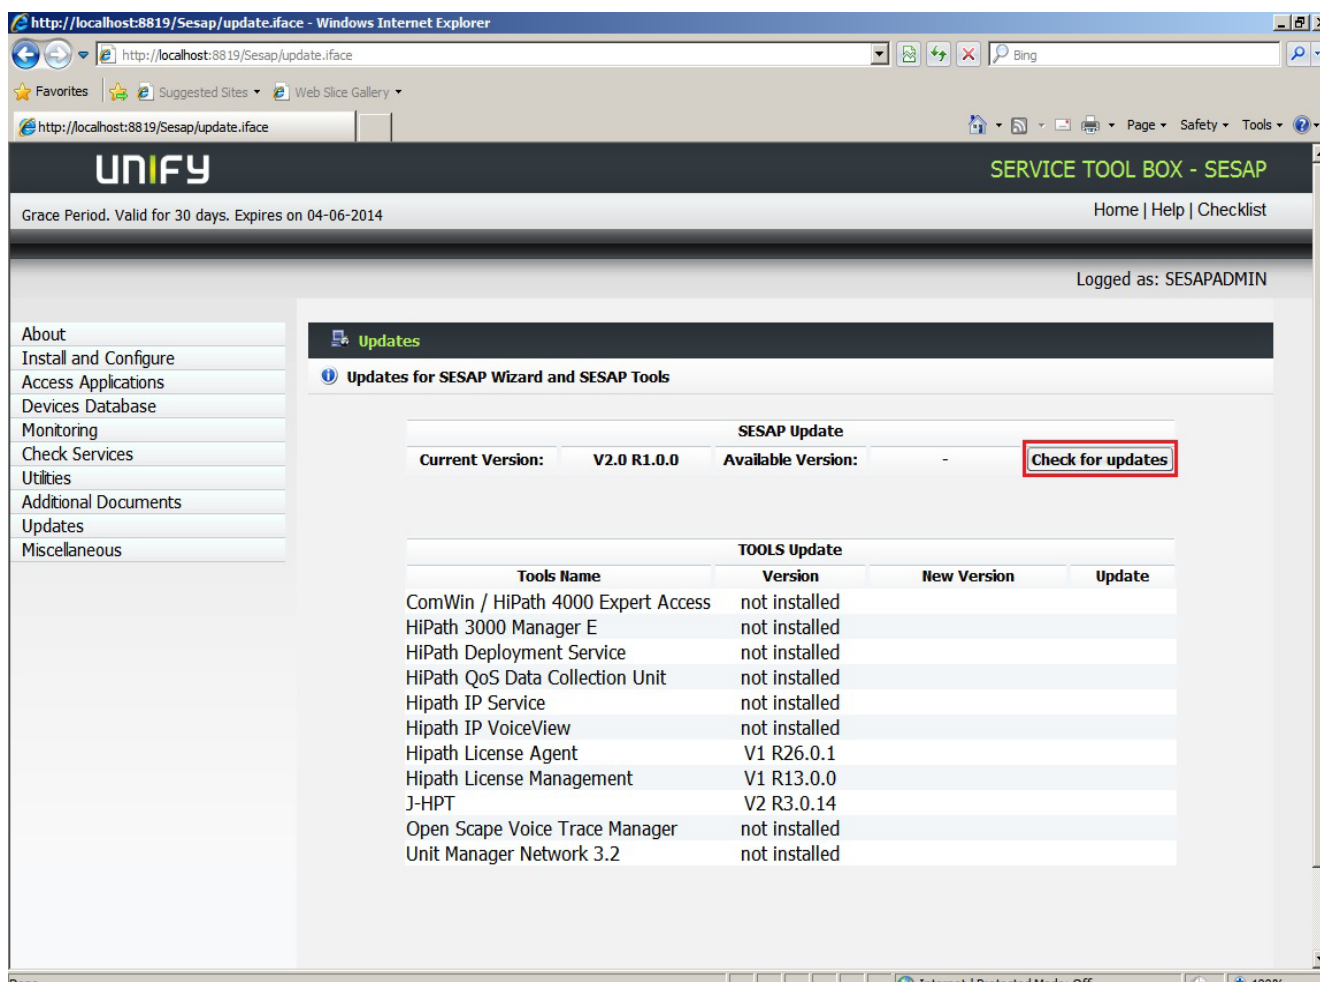 http://localhost:8819/Sesap/update.iface - Windows Internet Explorer
http://localhost:8819/Sesap/update.iface
Bing
Favorites
Suggested Sites
Web Slice Gallery
http://localhost:8819/Sesap/update.iface
Page
Safety
Tools
UNIFY
SERVICE TOOL BOX - SESAP
Grace Period. Valid for 30 days. Expires on 04-06-2014
Home | Help | Checklist
Logged as: SESAPADMIN
About
Install and Configure
Access Applications
Devices Database
Monitoring
Check Services
Utilities
Additional Documents
Updates
Miscellaneous
Updates
Updates for SESAP Wizard and SESAP Tools
SESAP Update
Current Version: V2.0 R1.0.0 Available Version: - Check for updates
TOOLS Update
Tools Name Version New Version Update
ComWin / HiPath 4000 Expert Access not installed
HiPath 3000 Manager E not installed
HiPath Deployment Service not installed
HiPath QoS Data Collection Unit not installed
Hipath IP Service not installed
Hipath IP VoiceView not installed
Hipath License Agent V1 R26.0.1
Hipath License Management V1 R13.0.0
J-HPT V2 R3.0.14
Open Scape Voice Trace Manager not installed
Unit Manager Network 3.2 not installed